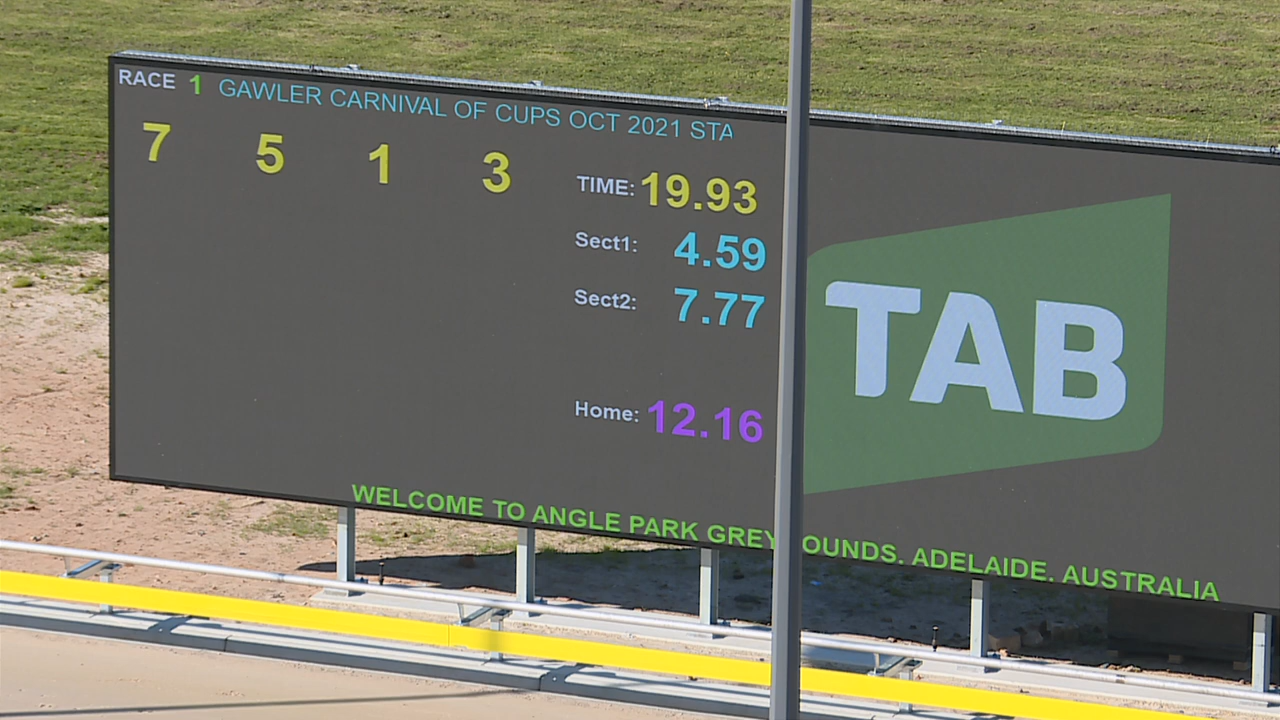 RACE 1 GAWLER CARNIVAL OF CUPS OCT 2021 STA
7 5 1 3
TIME: 19.93
Sect1: 4.59
Sect2: 7.77
Home: 12.16
TAB
WELCOME TO ANGLE PARK GREY OUNDS, ADELAIDE, AUSTRALIA